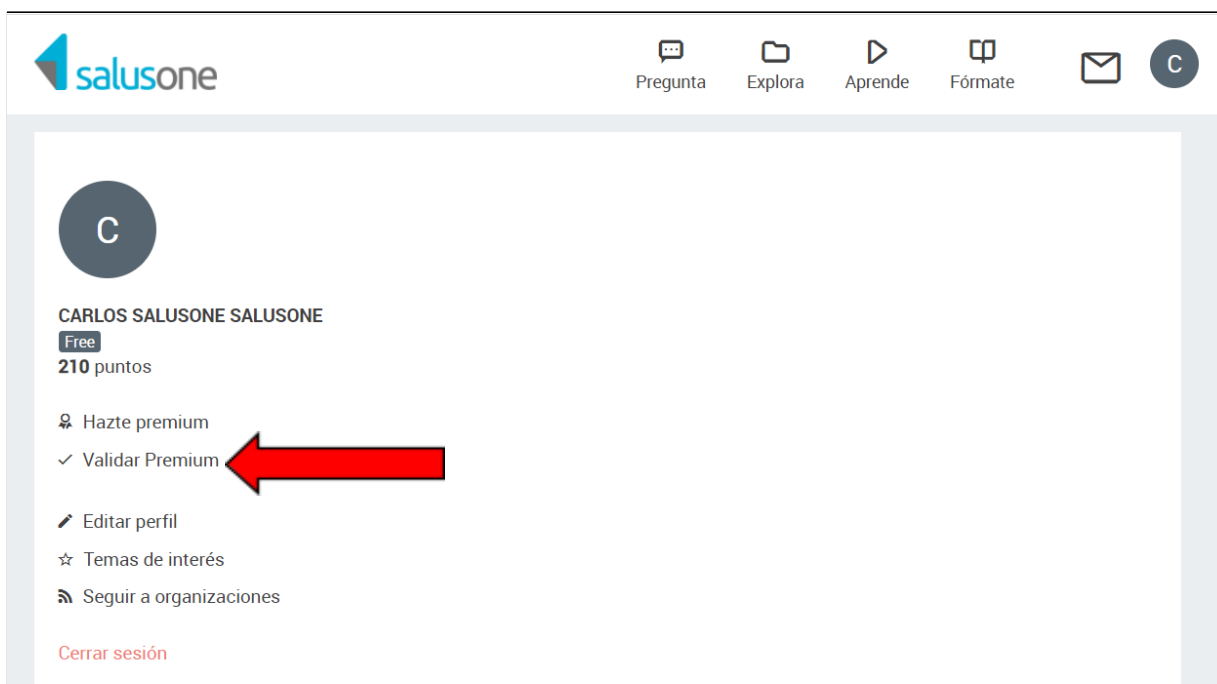 salusone
Pregunta
Explora
Aprende
Fórmate
C
C
CARLOS SALUSONE SALUSONE
Free
210 puntos
Hazte premium
Validar Premium
Editar perfil
Temas de interés
Seguir a organizaciones
Cerrar sesión